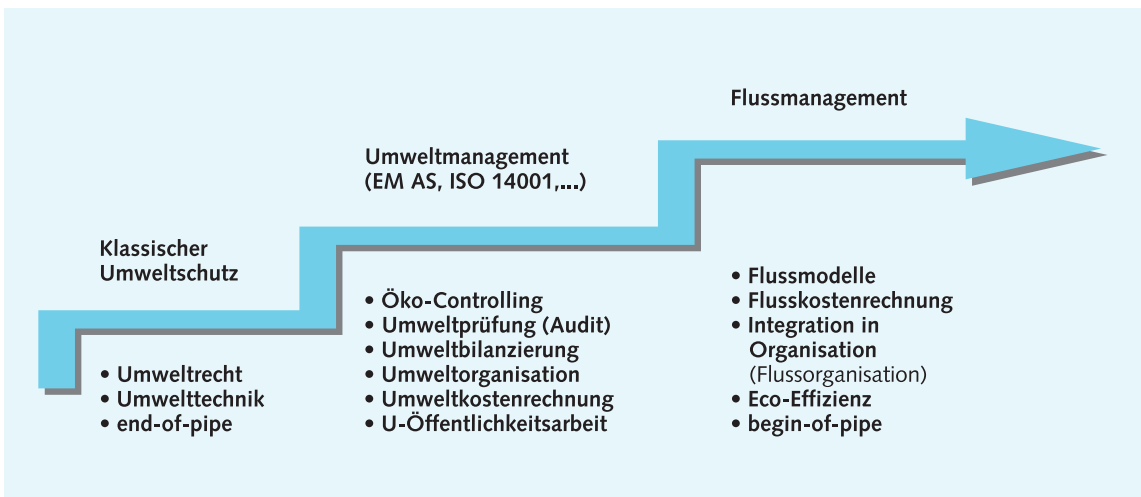 Klassischer
Umweltschutz
• Umweltrecht
• Umwelttechnik
• end-of-pipe
Umweltmanagement
(EM AS, ISO 14001,...)
• Öko-Controlling
• Umweltprüfung (Audit)
• Umweltbilanzierung
• Umweltorganisation
• Umweltkostenrechnung
• U-Öffentlichkeitsarbeit
Flussmanagement
• Flussmodelle
• Flusskostenrechnung
• Integration in
Organisation
(Flussorganisation)
• Eco-Effizienz
• begin-of-pipe